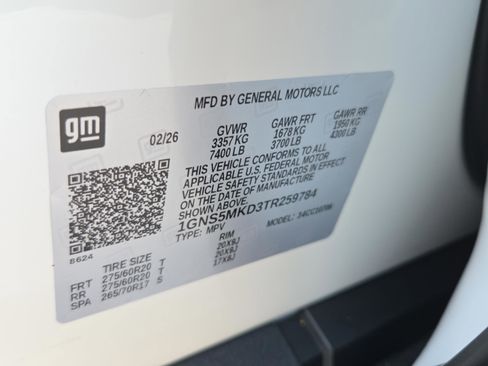 gm
MFD BY GENERAL MOTORS LLC
02/26 GVWR GAWR FRT GAWR RR
3357 KG 1678 KG 1950 KG
7400 LB 3700 LB 4300 LB
THIS VEHICLE CONFORMS TO ALL
APPLICABLE U.S. FEDERAL MOTOR
VEHICLE SAFETY STANDARDS IN
EFFECT ON THE DATE OF MANUFACTURE
SHOWN ABOVE.
1GNS5MKD3TR259784
TYPE: MPV MODEL:
8624
TIRE SIZE RIM
FRT 275/60R20 T 20X9J
RR 275/60R20 T 20X9J
SPA 265/70R17 S 17X8J